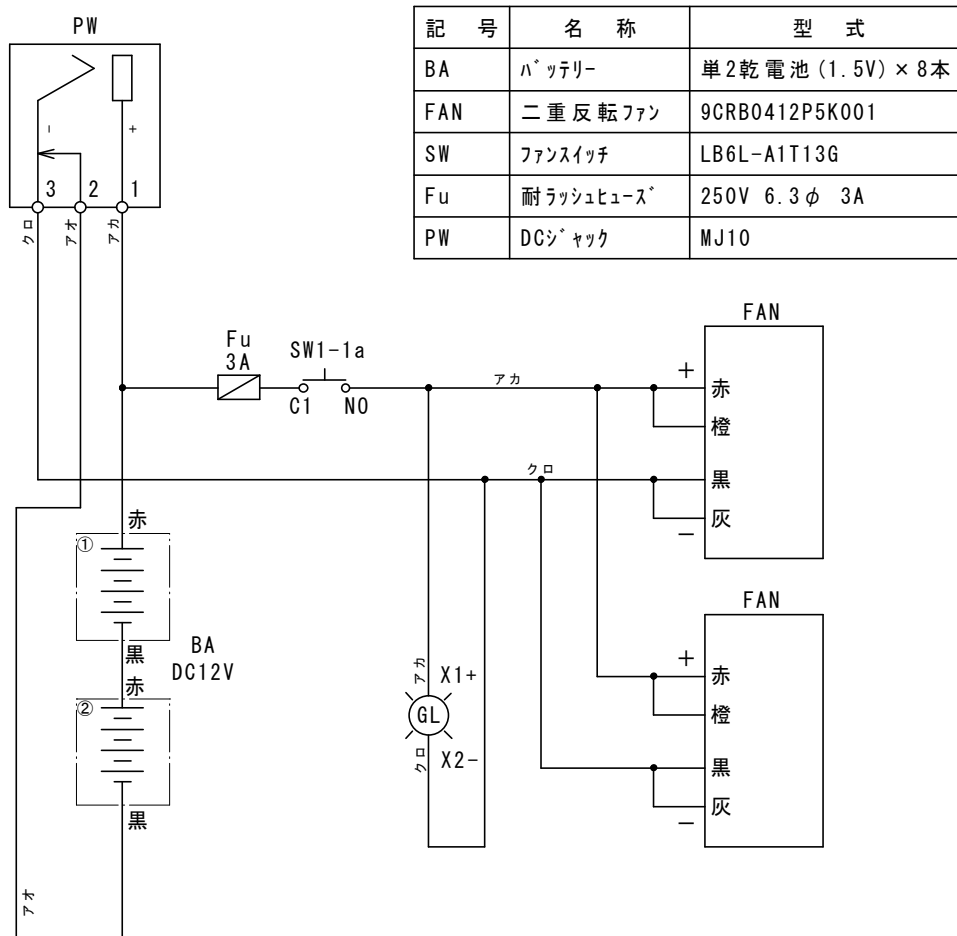 PW
記 号 名 称 型 式
BA ﾊﾞｯﾃﾘｰ 単2乾電池(1.5V)×8本
FAN 二重反転ﾌｧﾝ 9CRB0412P5K001
SW ﾌｧﾝｽｲｯﾁ LB6L-A1T13G
Fu 耐ﾗｯｼｭﾋｭｰｽﾞ 250V 6.3φ 3A
PW DCｼﾞｬｯｸ MJ10
- +
3 2 1
クロ アオ アカ
FAN
Fu
3A
SW1-1a
C1 NO
アカ
+
赤
橙
クロ
黒
灰
-
赤
①
黒
BA
DC12V
赤
②
黒
アカ X1+
GL
クロ X2-
FAN
+
赤
橙
黒
灰
-
アオ